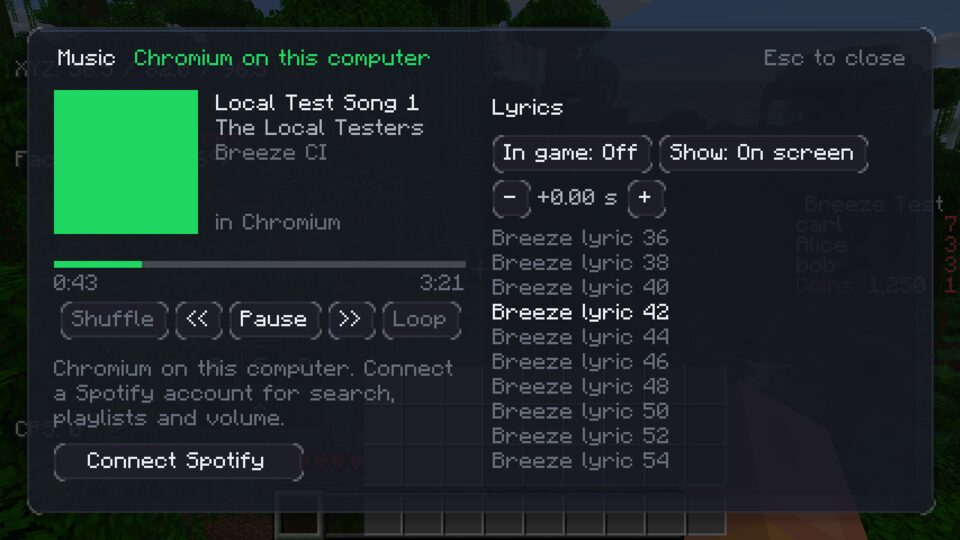 Music Chromium on this computer
Esc to close
Local Test Song 1
The Local Testers
Breeze CI
in Chromium
0:43
3:21
Shuffle
<<
Pause
>>
Loop
Chromium on this computer. Connect
a Spotify account for search,
playlists and volume.
Connect Spotify
Lyrics
In game: Off
Show: On screen
-
+0.00 s
+
Breeze lyric 36
Breeze lyric 38
Breeze lyric 40
Breeze lyric 42
Breeze lyric 44
Breeze lyric 46
Breeze lyric 48
Breeze lyric 50
Breeze lyric 52
Breeze lyric 54
Breeze Test
carl 7
Alice 3
bob 3
Coins: 1,250 1